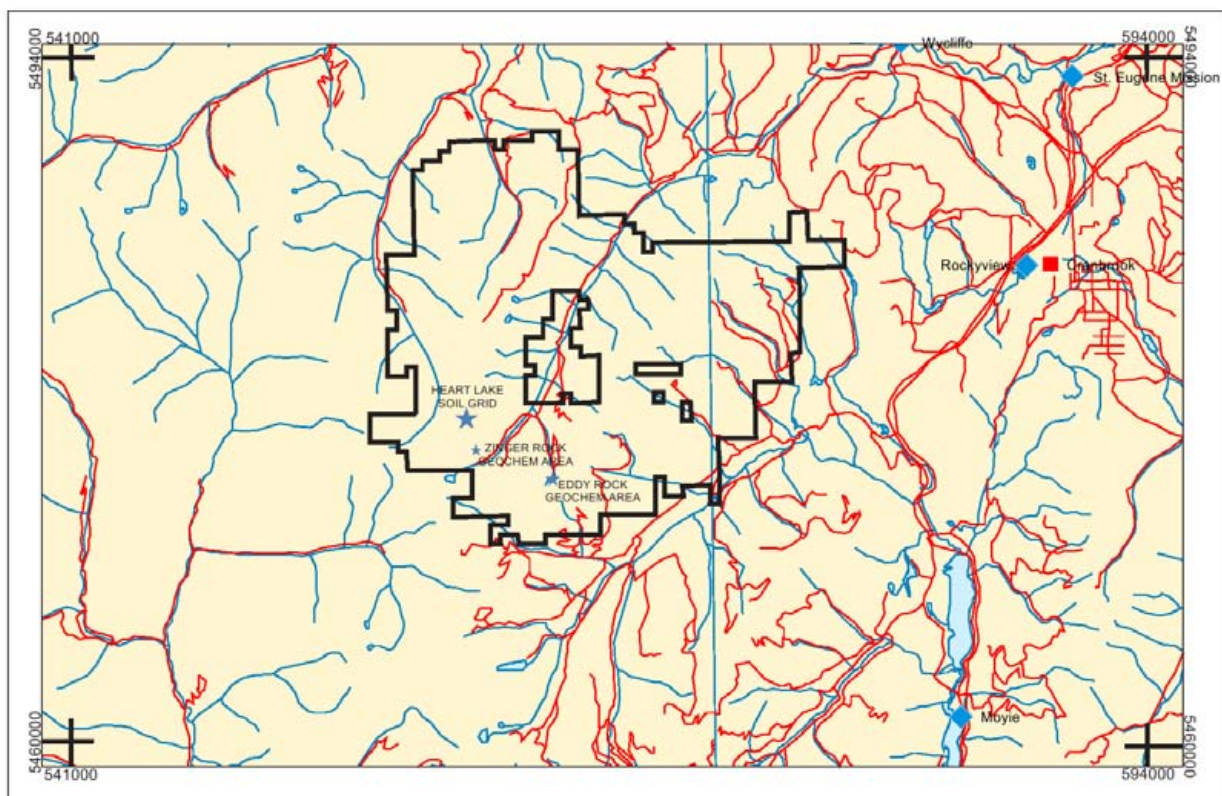 541000
594000
5494000
5494000
Wycliffe
St. Eugene Mission
Rockyview
Cranbrook
HEART LAKE
SOIL GRID
ZINGER ROCK
GEOCHEM AREA
EDDY ROCK
GEOCHEM AREA
Moyie
5460000
5460000
541000
594000